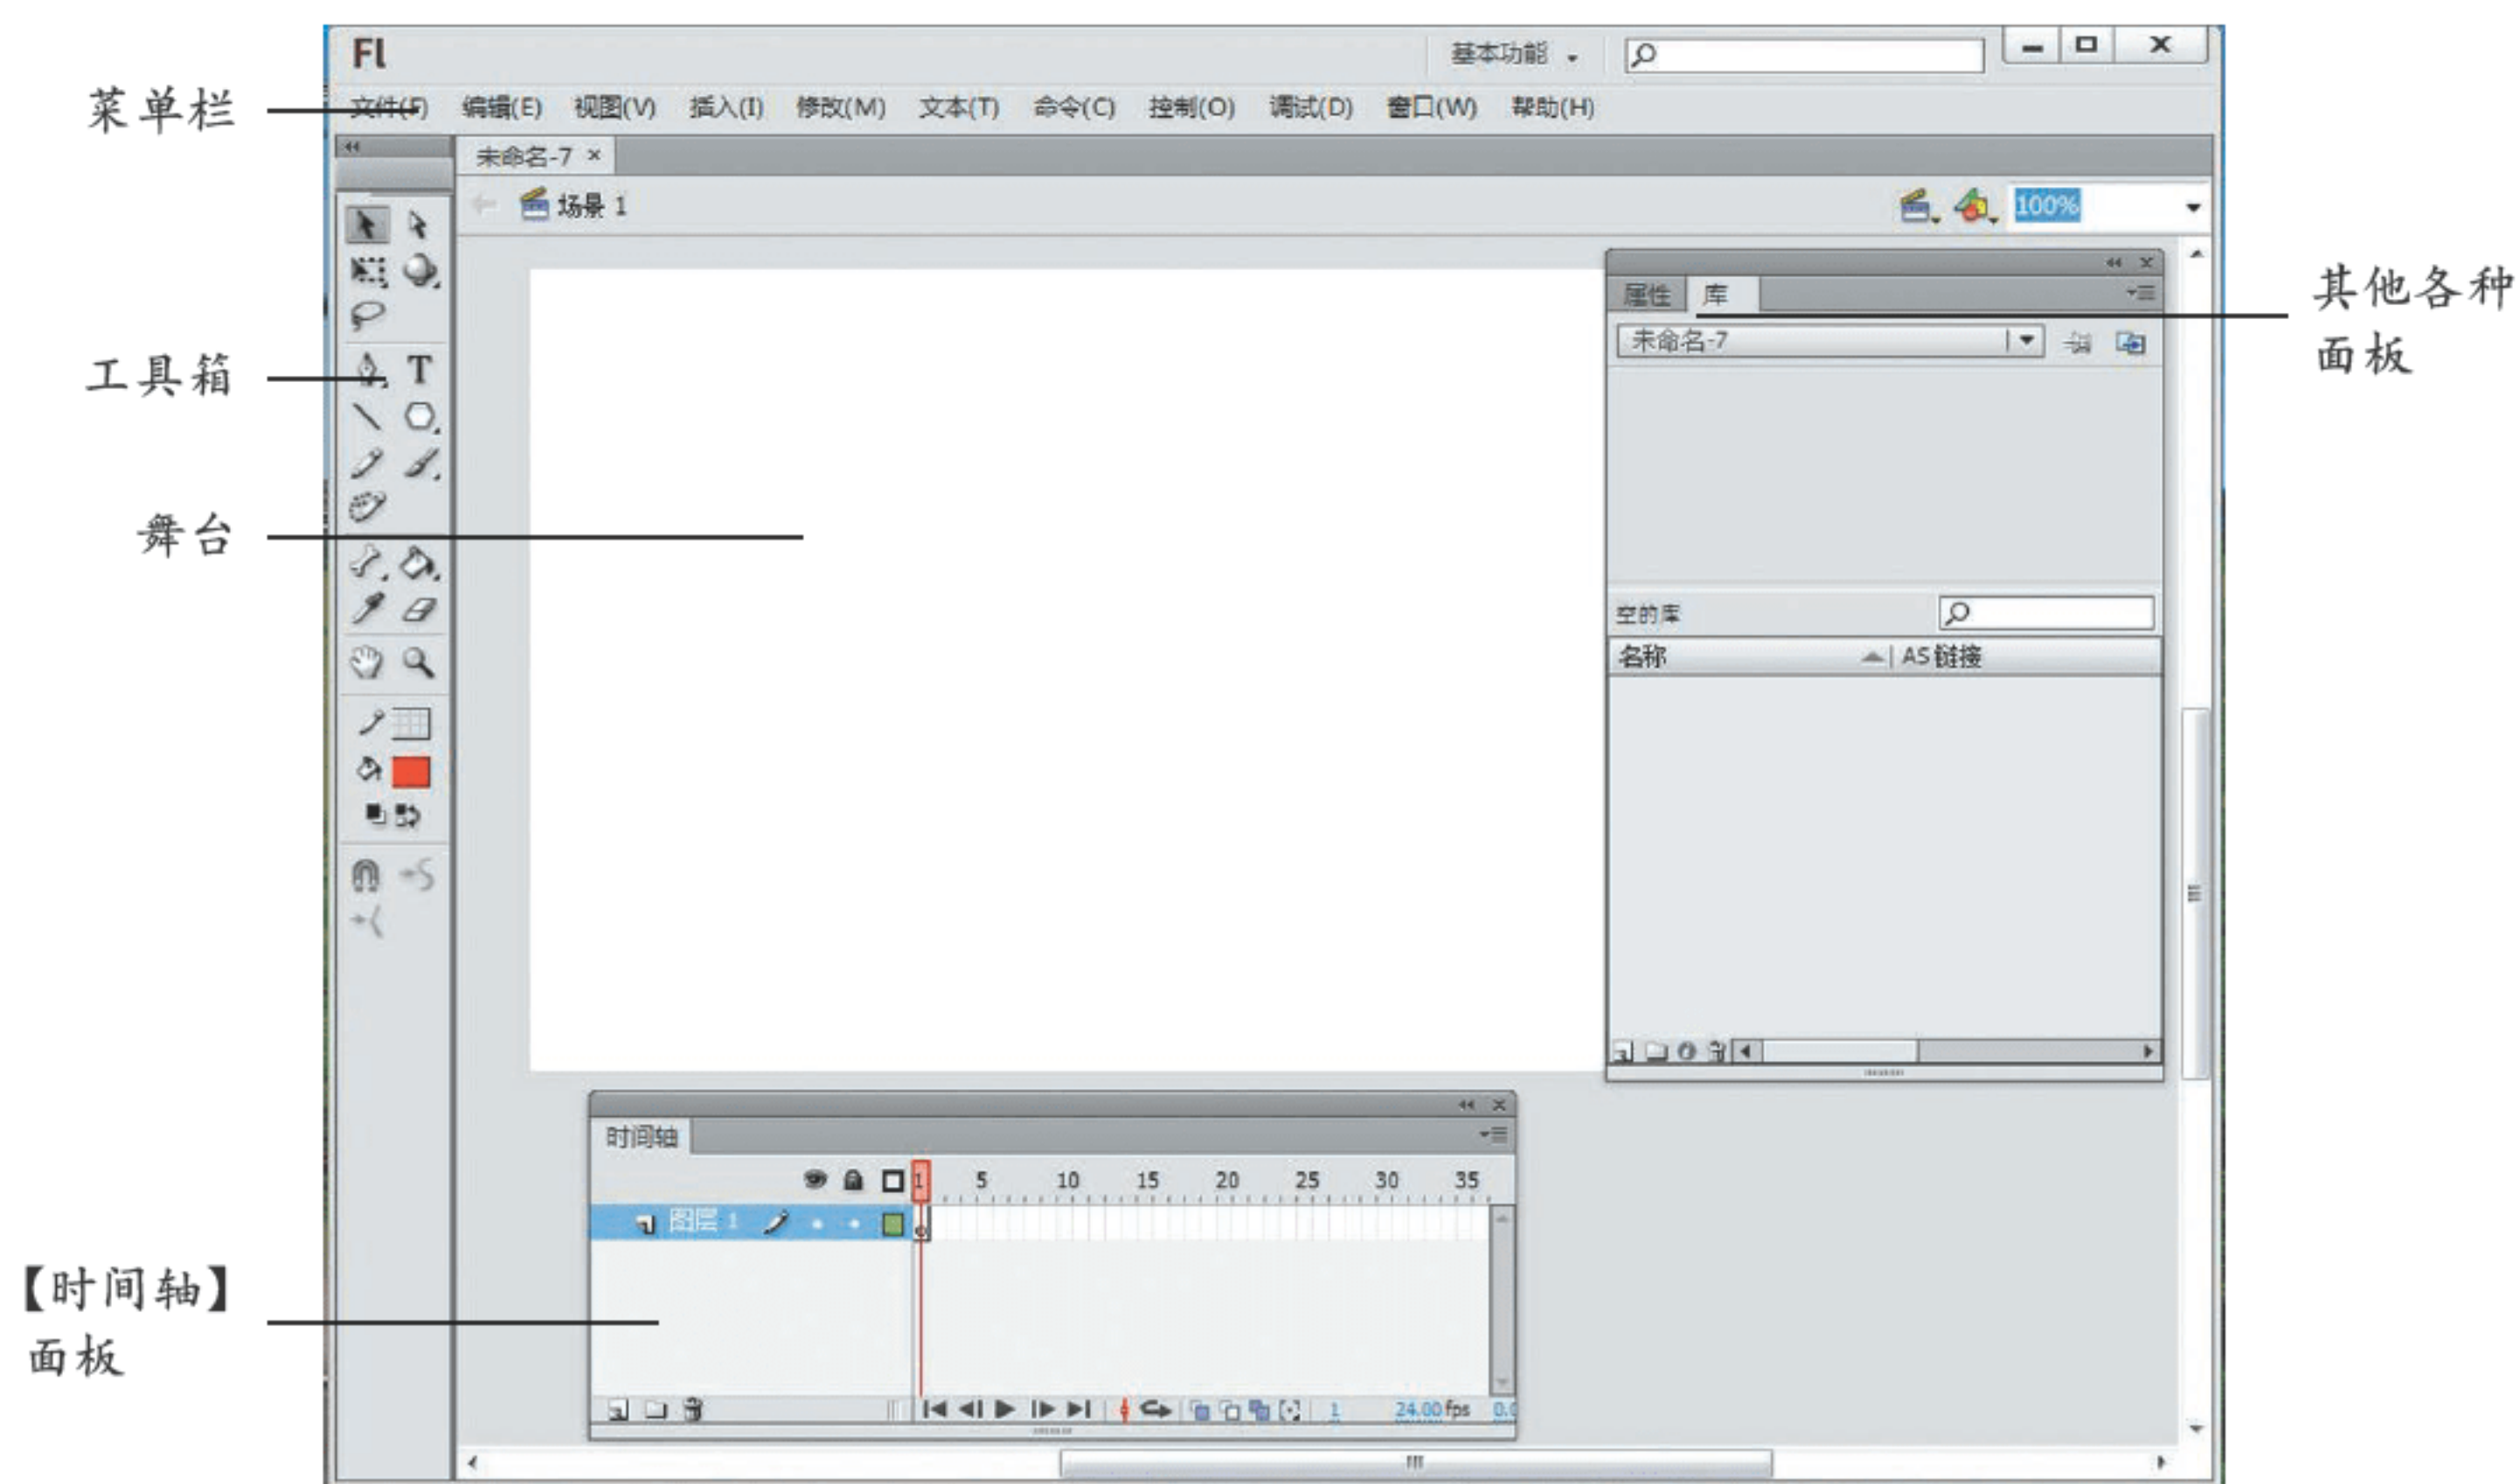 Fl
基本功能
菜单栏
文件(F) 编辑(E) 视图(V) 插入(I) 修改(M) 文本(T) 命令(C) 控制(O) 调试(D) 窗口(W) 帮助(H)
未命名-7 ×
场景 1
100%
工具箱
T
舞台
属性 库
其他各种
面板
未命名-7
空的库
名称 AS 链接
时间轴
1 5 10 15 20 25 30 35
图层 1
【时间轴】
面板
1 24.00 fps